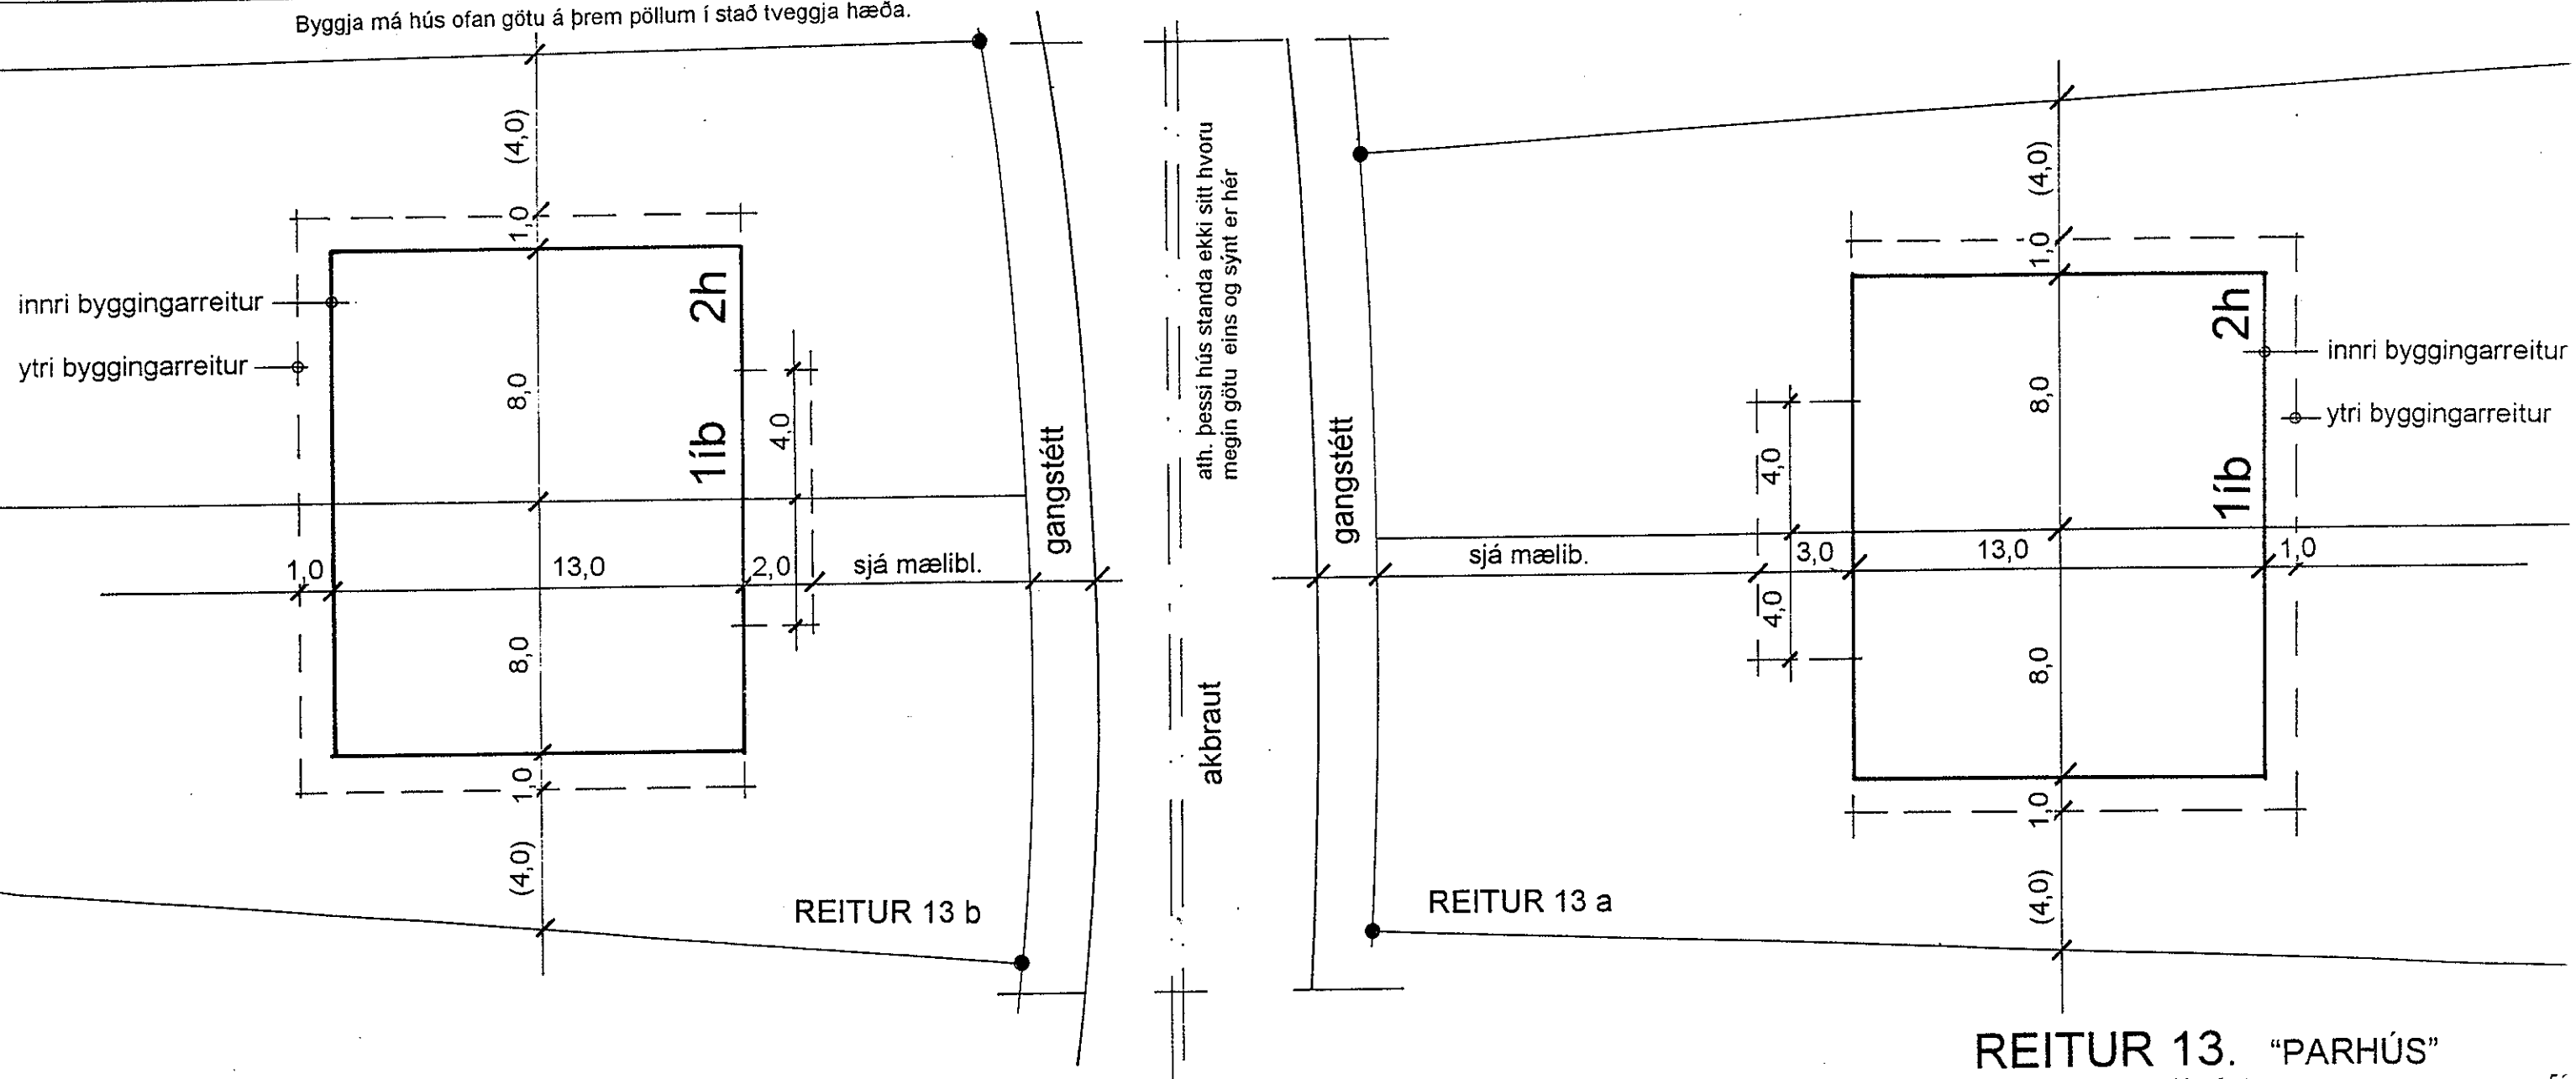 Byggja má hús ofan götu á þrem pöllum í stað tveggja hæða.
(4,0)
1,0
innri byggingarreitur
ytri byggingarreitur
2h
1íb
8,0
4,0
1,0
13,0
2,0
sjá mælibl.
8,0
1,0
(4,0)
REITUR 13 b
gangstétt
ath. þessi hús standa ekki sitt hvoru
megin götu eins og sýnt er hér
akbraut
gangstétt
(4,0)
1,0
2h
1íb
innri byggingarreitur
ytri byggingarreitur
8,0
4,0
sjá mælib.
3,0
13,0
1,0
4,0
8,0
1,0
(4,0)
REITUR 13 a
REITUR 13. "PARHÚS"